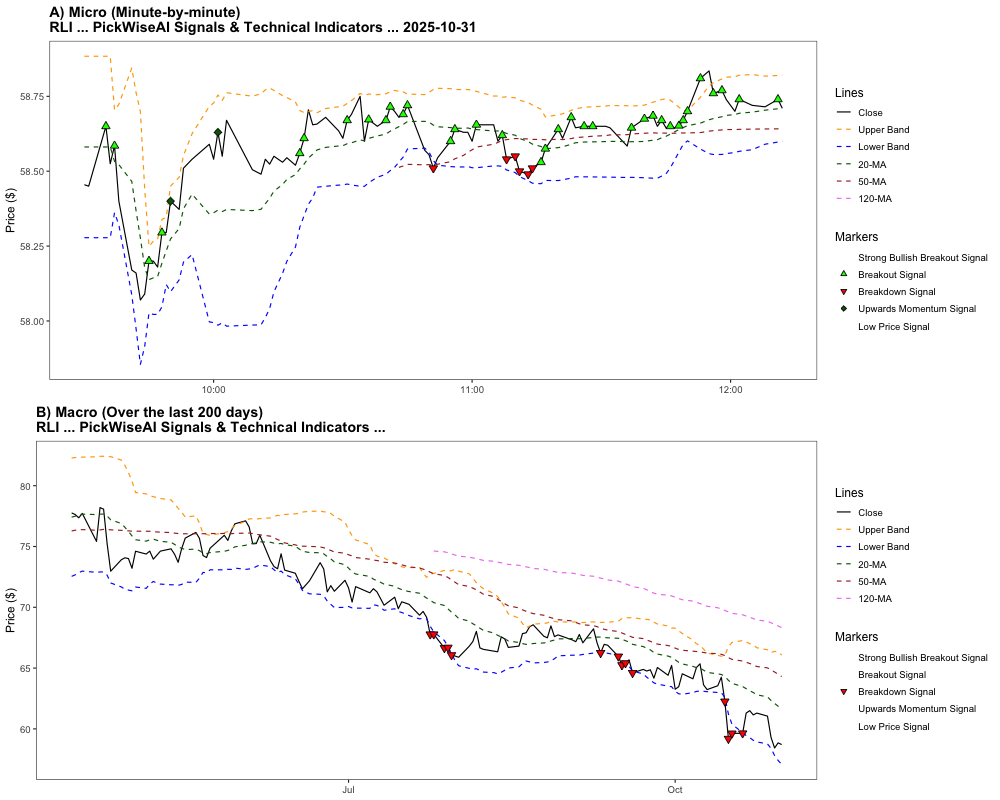 A) Micro (Minute-by-minute)
RLI ... PickWiseAI Signals & Technical Indicators ... 2025-10-31
Price ($)
58.75
58.50
58.25
58.00
10:00
11:00
12:00
Lines
Close
Upper Band
Lower Band
20-MA
50-MA
120-MA
Markers
Strong Bullish Breakout Signal
Breakout Signal
Breakdown Signal
Upwards Momentum Signal
Low Price Signal
B) Macro (Over the last 200 days)
RLI ... PickWiseAI Signals & Technical Indicators ...
Price ($)
80
75
70
65
60
Jul
Oct
Lines
Close
Upper Band
Lower Band
20-MA
50-MA
120-MA
Markers
Strong Bullish Breakout Signal
Breakout Signal
Breakdown Signal
Upwards Momentum Signal
Low Price Signal